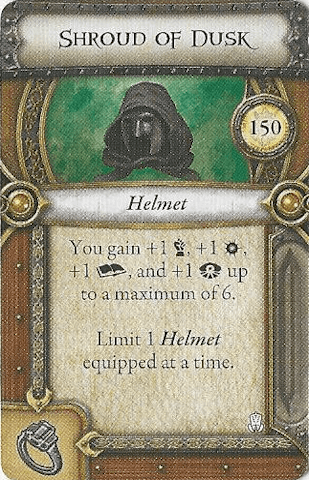 SHROUD OF DUSK
150
Helmet
You gain +1 , +1 ,
+1 , and +1 up
to a maximum of 6.
Limit 1 Helmet
equipped at a time.